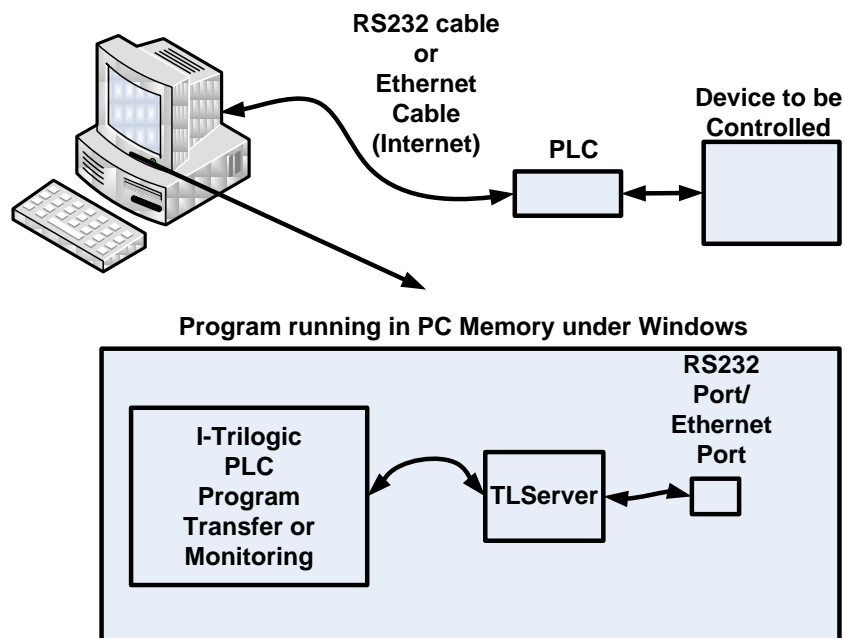 RS232 cable
or
Ethernet
Cable
(Internet)
PLC
Device to be
Controlled
Program running in PC Memory under Windows
I-Trilogic
PLC
Program
Transfer or
Monitoring
TLServer
RS232
Port/
Ethernet
Port